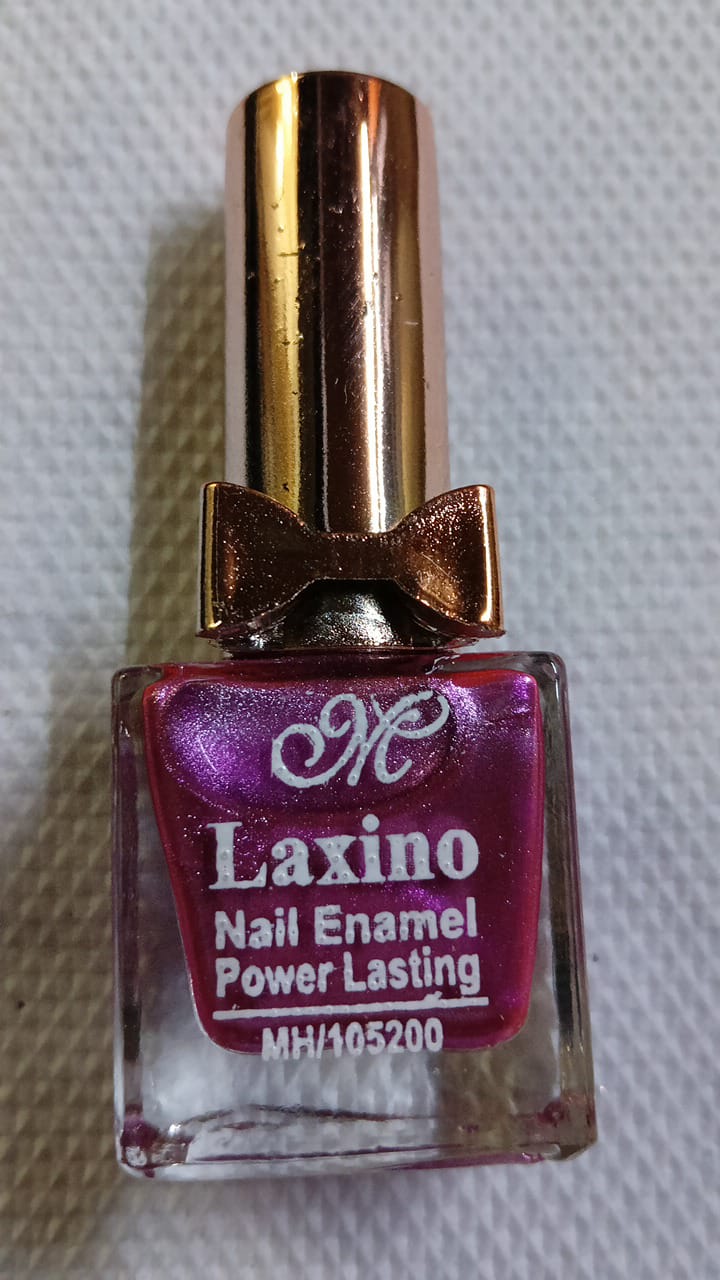 M
Laxino
Nail Enamel
Power Lasting
MH/105200